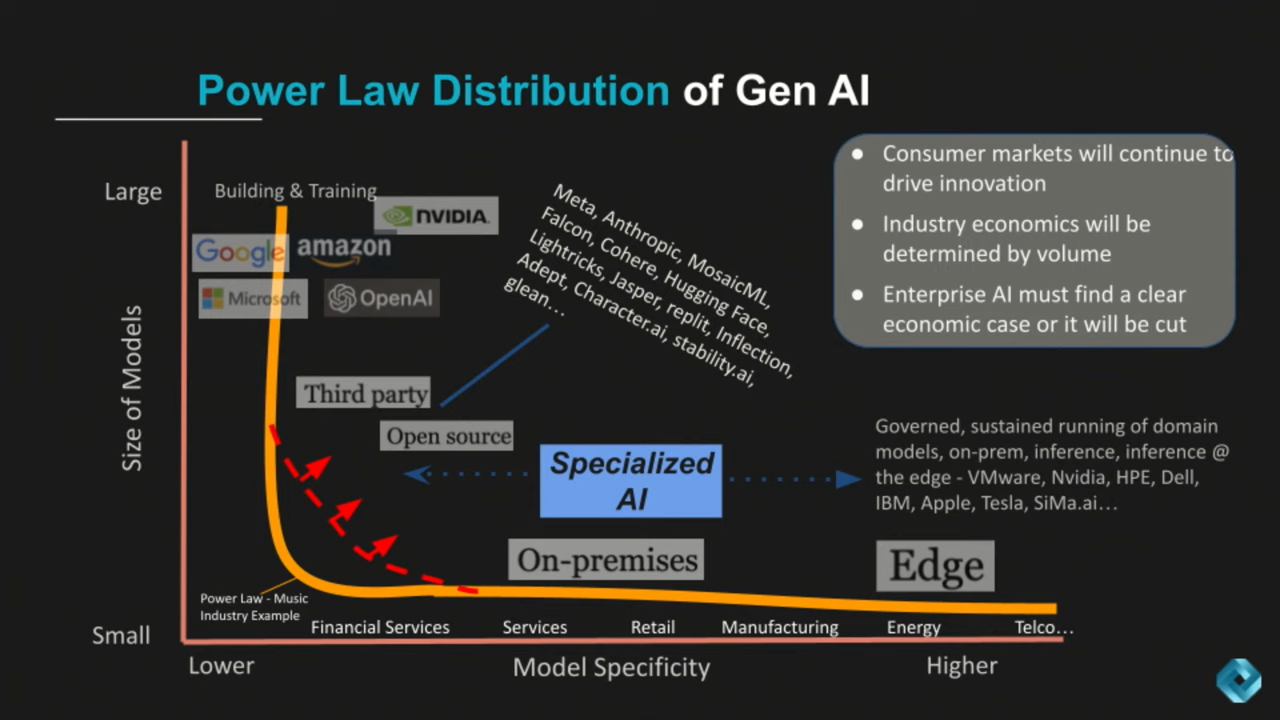 Power Law Distribution of Gen AI
Large
Building & Training
NVIDIA.
Google
amazon
Microsoft
OpenAI
Meta, Anthropic, MosaicML,
Falcon, Cohere, Hugging Face,
Lightricks, Jasper, replit, Inflection,
Adept, Character.ai, stability.ai,
glean...
● Consumer markets will continue to
drive innovation
● Industry economics will be
determined by volume
● Enterprise AI must find a clear
economic case or it will be cut
Size of Models
Third party
Open source
Specialized
AI
Governed, sustained running of domain
models, on-prem, inference, inference @
the edge - VMware, Nvidia, HPE, Dell,
IBM, Apple, Tesla, SiMa.ai...
On-premises
Edge
Power Law - Music
Industry Example
Small
Financial Services
Services
Retail
Manufacturing
Energy
Telco...
Lower
Model Specificity
Higher